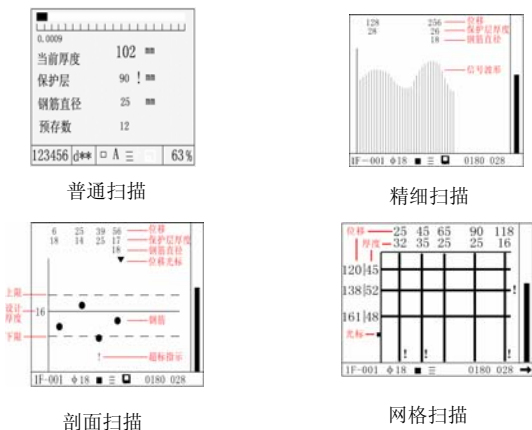 0.0009
当前厚度 102 mm
保护层 90 ! mm
钢筋直径 25 mm
预存数 12
123456 d** A 63%
普通扫描
128 256 位移
28 26 保护层厚度
18 钢筋直径
信号波形
1F-001 φ18 0180 028
精细扫描
6 25 39 56 位移
18 14 25 17 保护层厚度
18 钢筋直径
位移光标
上限
设计厚度 16
钢筋
下限
! 超标指示
1F-001 φ18 0180 028
剖面扫描
位移 25 45 65 90 118
厚度 32 35 25 25 16
120 45
138 52 !
161 48
光标
! !
1F-001 φ18 0180 028
网格扫描